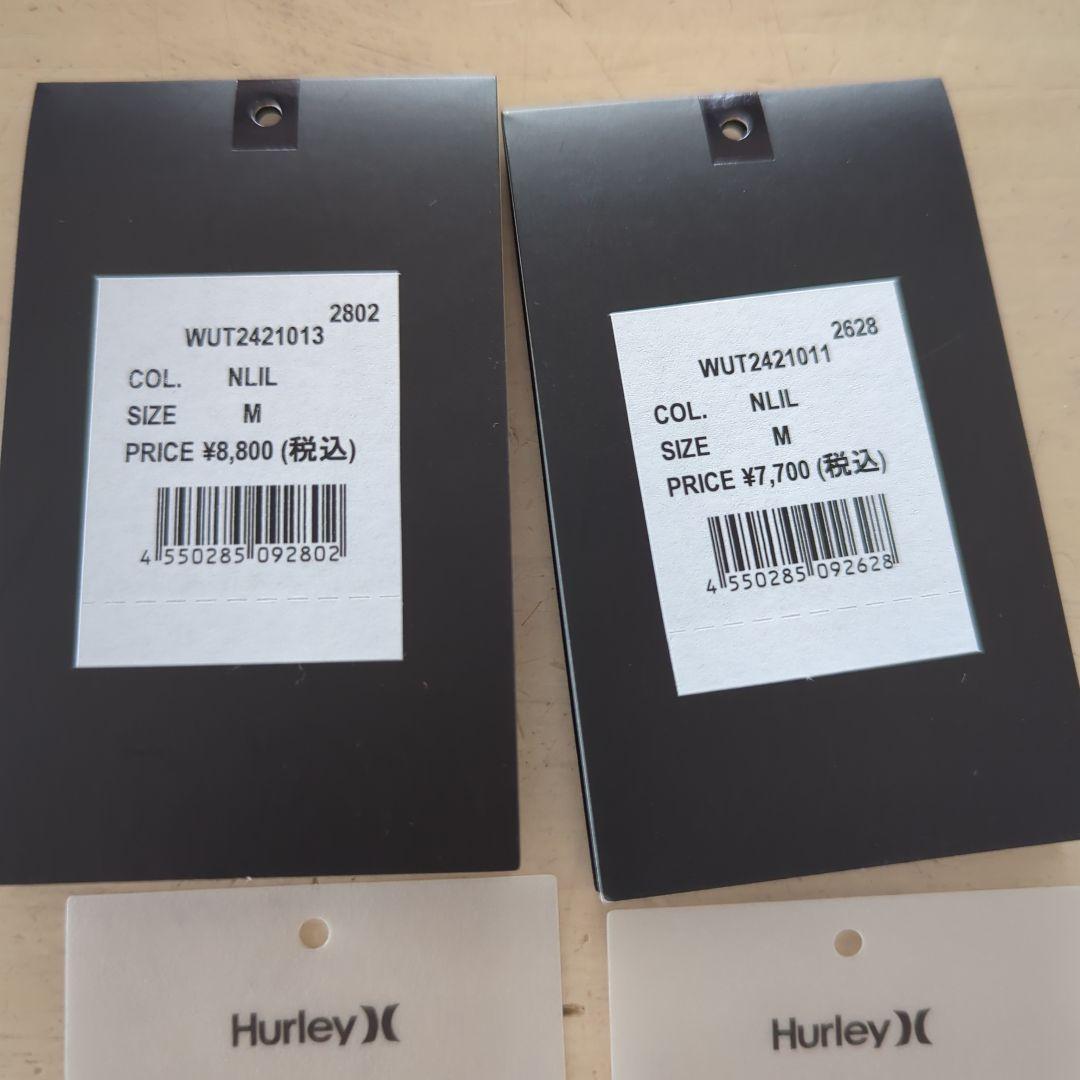 2802
WUT2421013
COL. NLIL
SIZE M
PRICE ¥8,800 (税込)
4 550285 092802
2628
WUT2421011
COL. NLIL
SIZE M
PRICE ¥7,700 (税込)
4 550285 092628
Hurley
Hurley